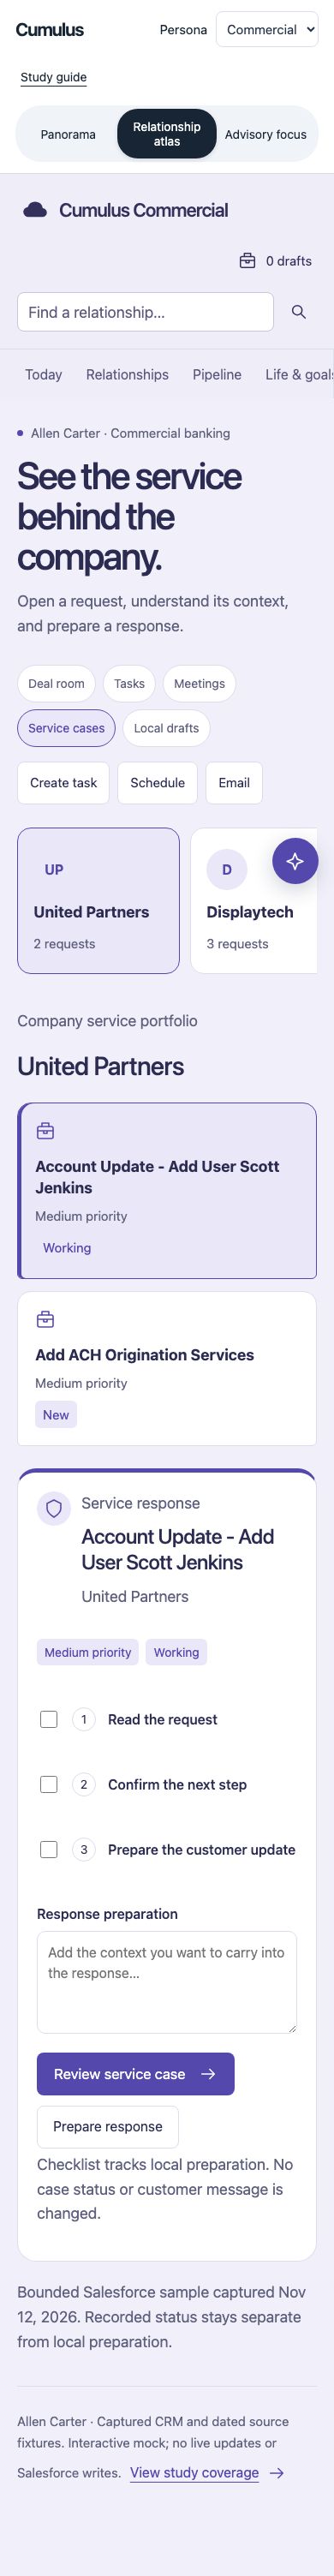 Cumulus
Persona
Commercial
Study guide
Panorama
Relationship
atlas
Advisory focus
Cumulus Commercial
0 drafts
Find a relationship...
Today
Relationships
Pipeline
Life & goals
Allen Carter · Commercial banking
See the service
behind the
company.
Open a request, understand its context,
and prepare a response.
Deal room
Tasks
Meetings
Service cases
Local drafts
Create task
Schedule
Email
UP
United Partners
2 requests
D
Displaytech
3 requests
Company service portfolio
United Partners
Account Update - Add User Scott
Jenkins
Medium priority
Working
Add ACH Origination Services
Medium priority
New
Service response
Account Update - Add
User Scott Jenkins
United Partners
Medium priority
Working
1
Read the request
2
Confirm the next step
3
Prepare the customer update
Response preparation
Add the context you want to carry into
the response...
Review service case
Prepare response
Checklist tracks local preparation. No
case status or customer message is
changed.
Bounded Salesforce sample captured Nov
12, 2026. Recorded status stays separate
from local preparation.
Allen Carter · Captured CRM and dated source
fixtures. Interactive mock; no live updates or
Salesforce writes. View study coverage